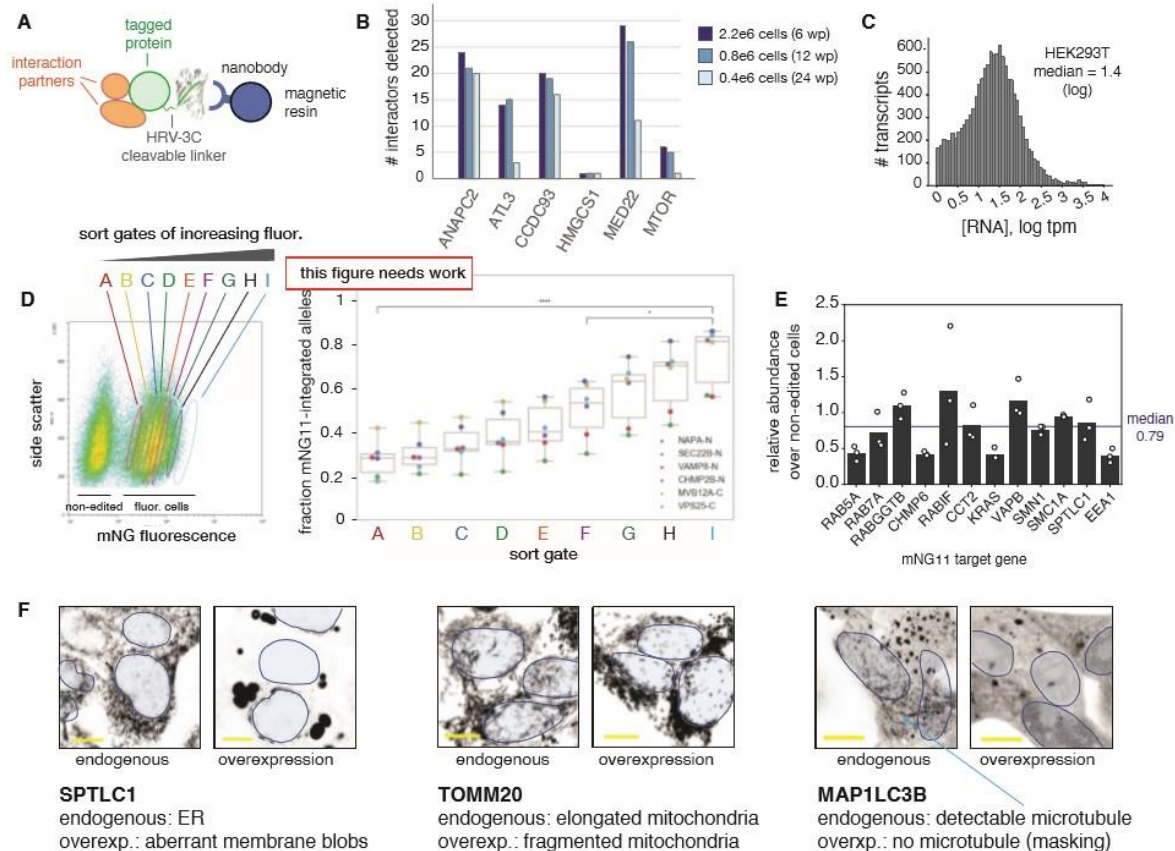 A
tagged
protein
interaction
partners
nanobody
magnetic
resin
HRV-3C
cleavable linker
B
# interactors detected
30
25
20
15
10
5
0
ANAPC2
ATL3
CCDC93
HMGCS1
MED22
MTOR
2.2e6 cells (6 wp)
0.8e6 cells (12 wp)
0.4e6 cells (24 wp)
C
# transcripts
600
500
400
300
200
100
0
0
0.5
1
1.5
2
2.5
3
3.5
4
[RNA], log tpm
HEK293T
median = 1.4
(log)
sort gates of increasing fluor.
D
A B C D E F G H I
side scatter
non-edited
fluor. cells
mNG fluorescence
this figure needs work
fraction mNG11-integrated alleles
1
0.8
0.6
0.4
0.2
0
****
*
NAPA-N
SEC22B-N
VAMP8-N
CHMP2B-N
MVB12A-C
VPS25-C
A B C D E F G H I
sort gate
E
relative abundance
over non-edited cells
2.5
2.0
1.5
1.0
0.5
0.0
median
0.79
RAB5A
RAB7A
RABGGTB
CHMP6
RABIF
CCT2
KRAS
VAPB
SMN1
SMC1A
SPTLC1
EEA1
mNG11 target gene
F
endogenous
overexpression
endogenous
overexpression
endogenous
overexpression
SPTLC1
endogenous: ER
overexp.: aberrant membrane blobs
TOMM20
endogenous: elongated mitochondria
overexp.: fragmented mitochondria
MAP1LC3B
endogenous: detectable microtubule
overxp.: no microtubule (masking)